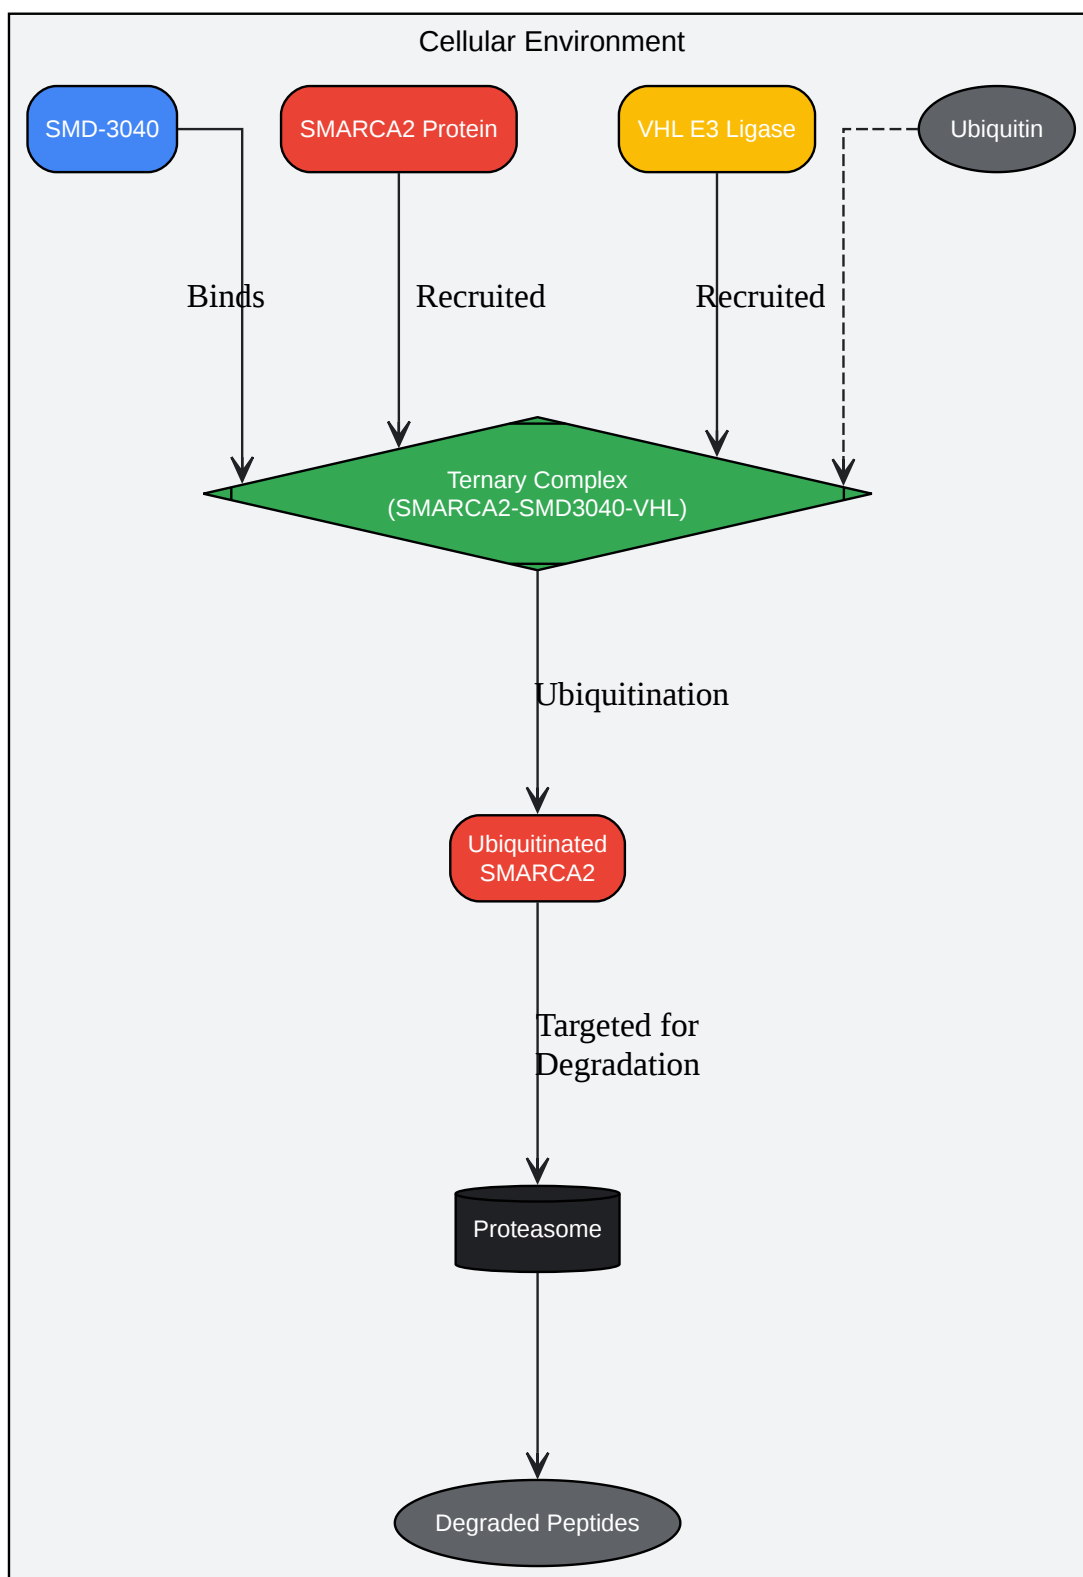 Cellular Environment
SMD-3040
SMARCA2 Protein
VHL E3 Ligase
Ubiquitin
Binds
Recruited
Recruited
Ternary Complex
(SMARCA2-SMD3040-VHL)
Ubiquitination
Ubiquitinated
SMARCA2
Targeted for
Degradation
Proteasome
Degraded Peptides